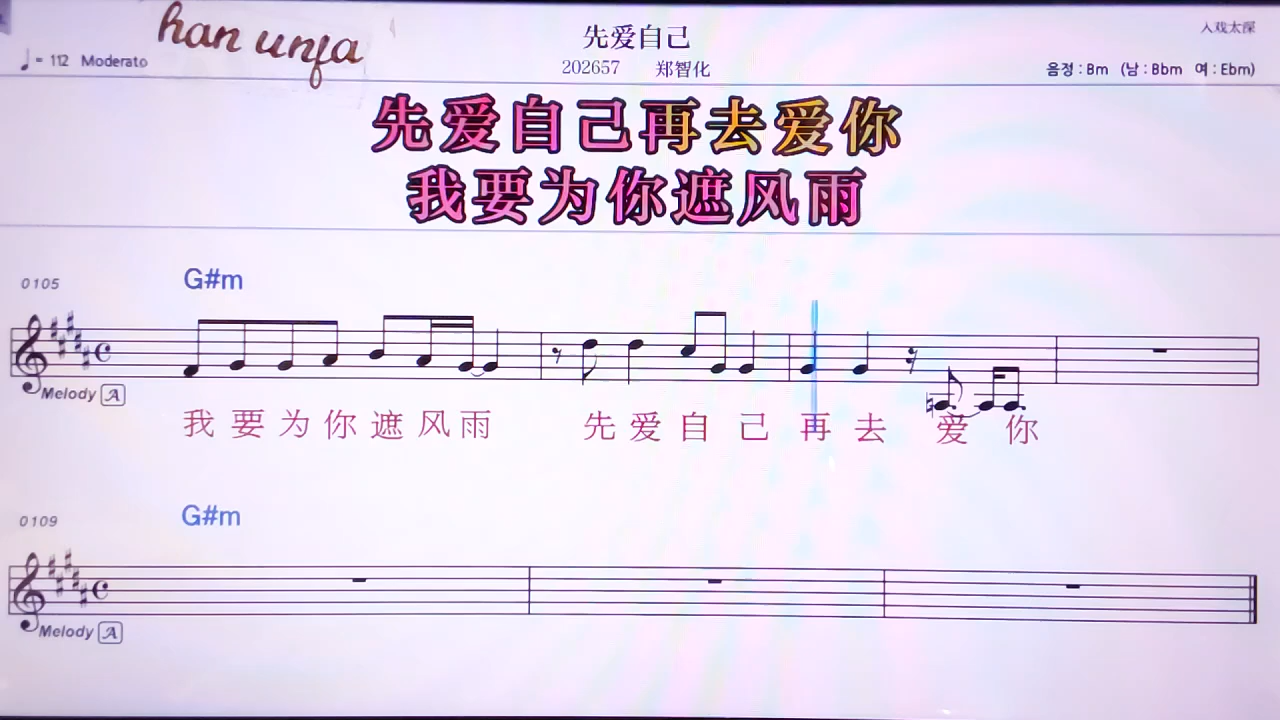 han unfa
先爱自己
入戏太深
♩= 112 Moderato
202657 郑智化
음정 : Bm (남 : Bbm 여 : Ebm)
先爱自己再去爱你
我要为你遮风雨
0105
G#m
Melody A
我要为你遮风雨 先爱自己再去爱你
0109
G#m
Melody A